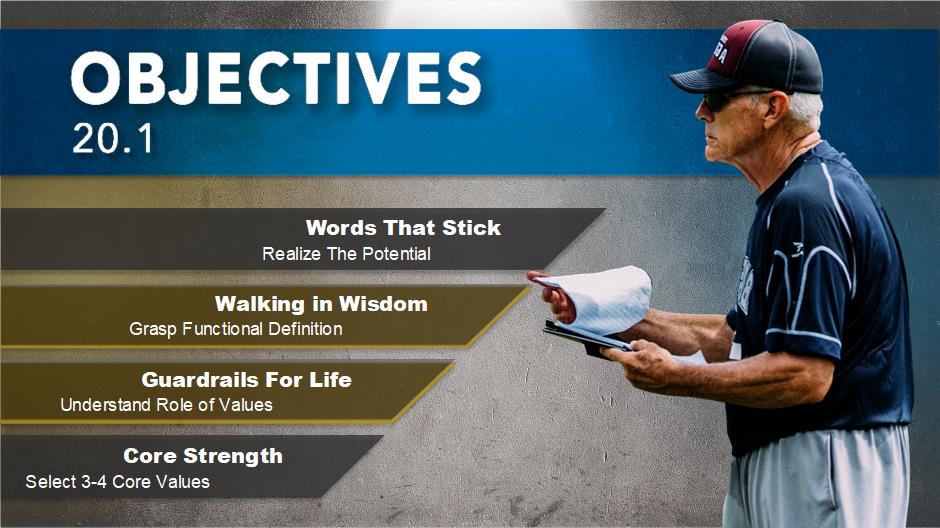 OBJECTIVES
20.1
Words That Stick
Realize The Potential
Walking in Wisdom
Grasp Functional Definition
Guardrails For Life
Understand Role of Values
Core Strength
Select 3-4 Core Values